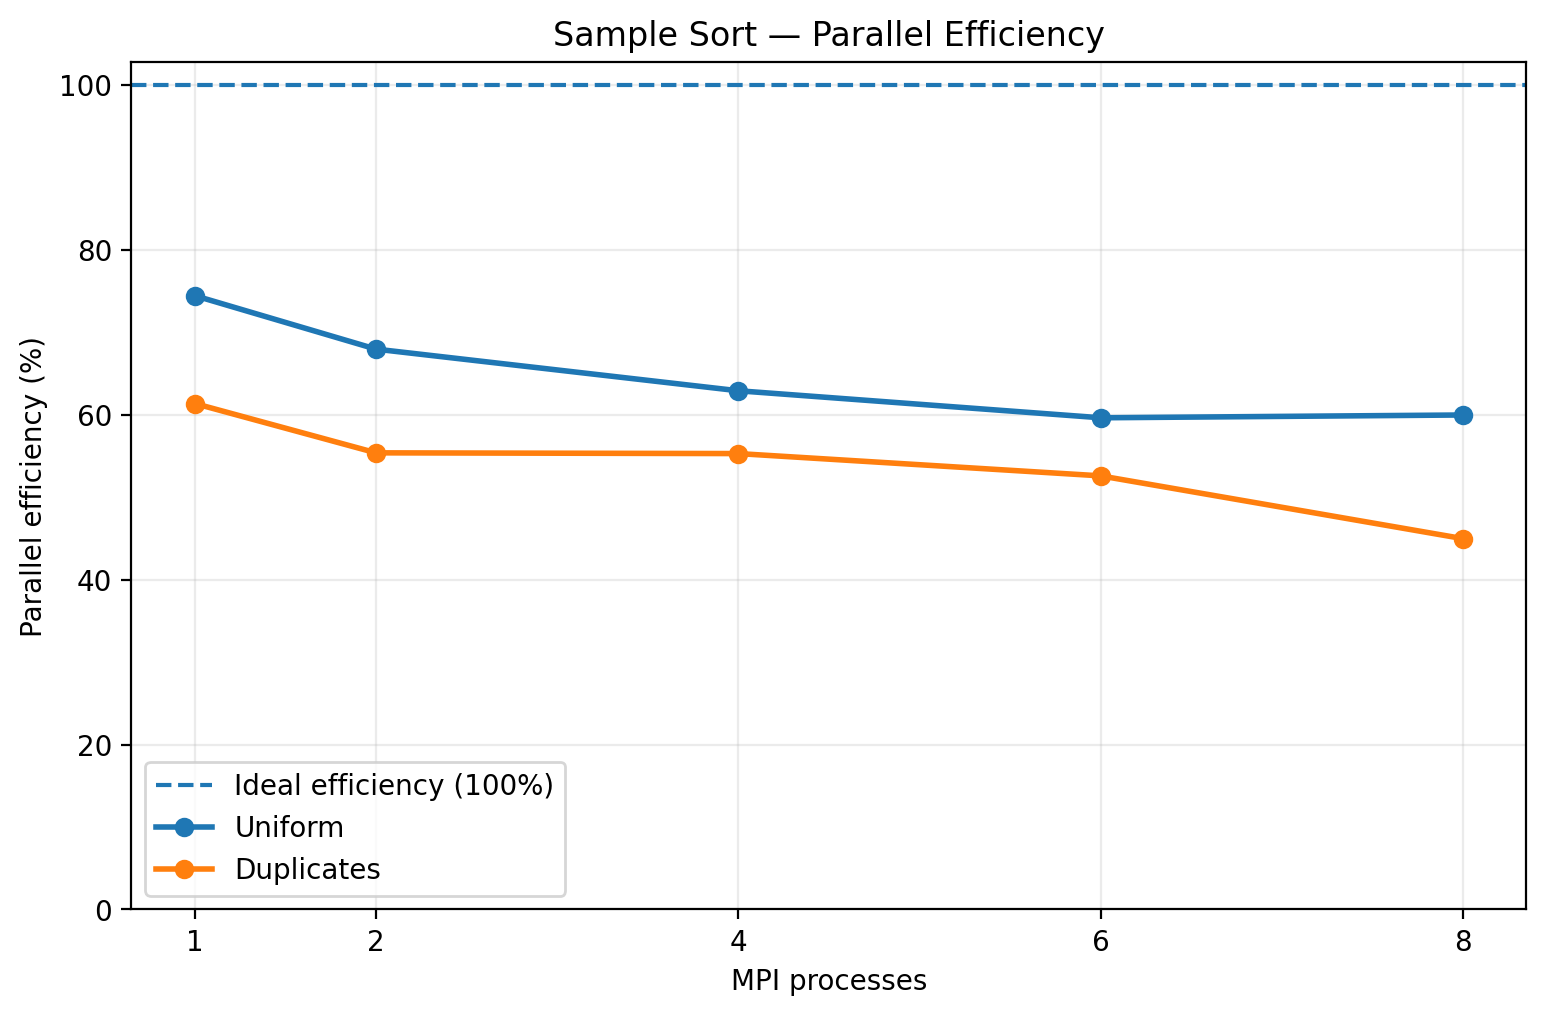 Sample Sort — Parallel Efficiency
Parallel efficiency (%)
100
80
60
40
20
0
Ideal efficiency (100%)
Uniform
Duplicates
1 2 4 6 8
MPI processes